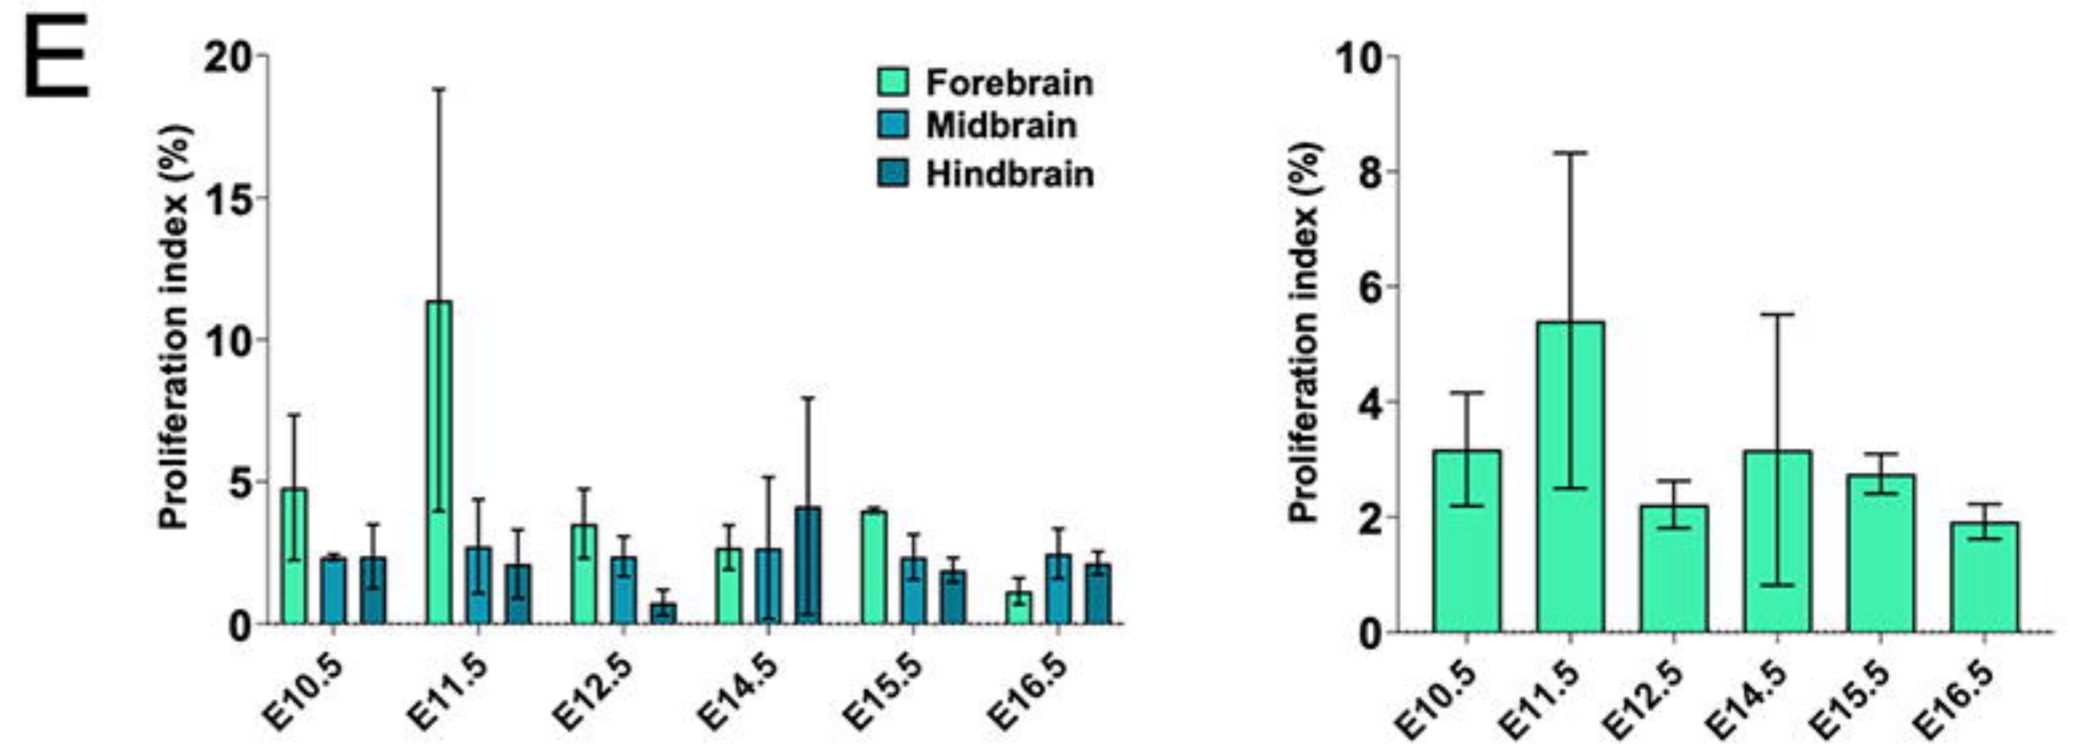 E
Proliferation index (%)
20
15
10
5
0
Forebrain
Midbrain
Hindbrain
E10.5 E11.5 E12.5 E14.5 E15.5 E16.5
Proliferation index (%)
10
8
6
4
2
0
E10.5 E11.5 E12.5 E14.5 E15.5 E16.5